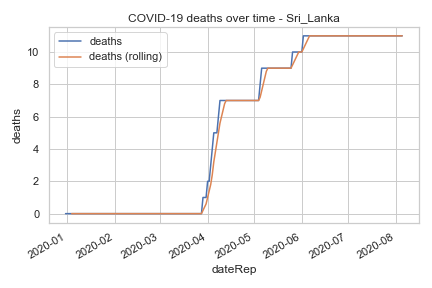 COVID-19 deaths over time - Sri_Lanka
deaths
deaths (rolling)
deaths
10
8
6
4
2
0
2020-01
2020-02
2020-03
2020-04
2020-05
2020-06
2020-07
2020-08
dateRep